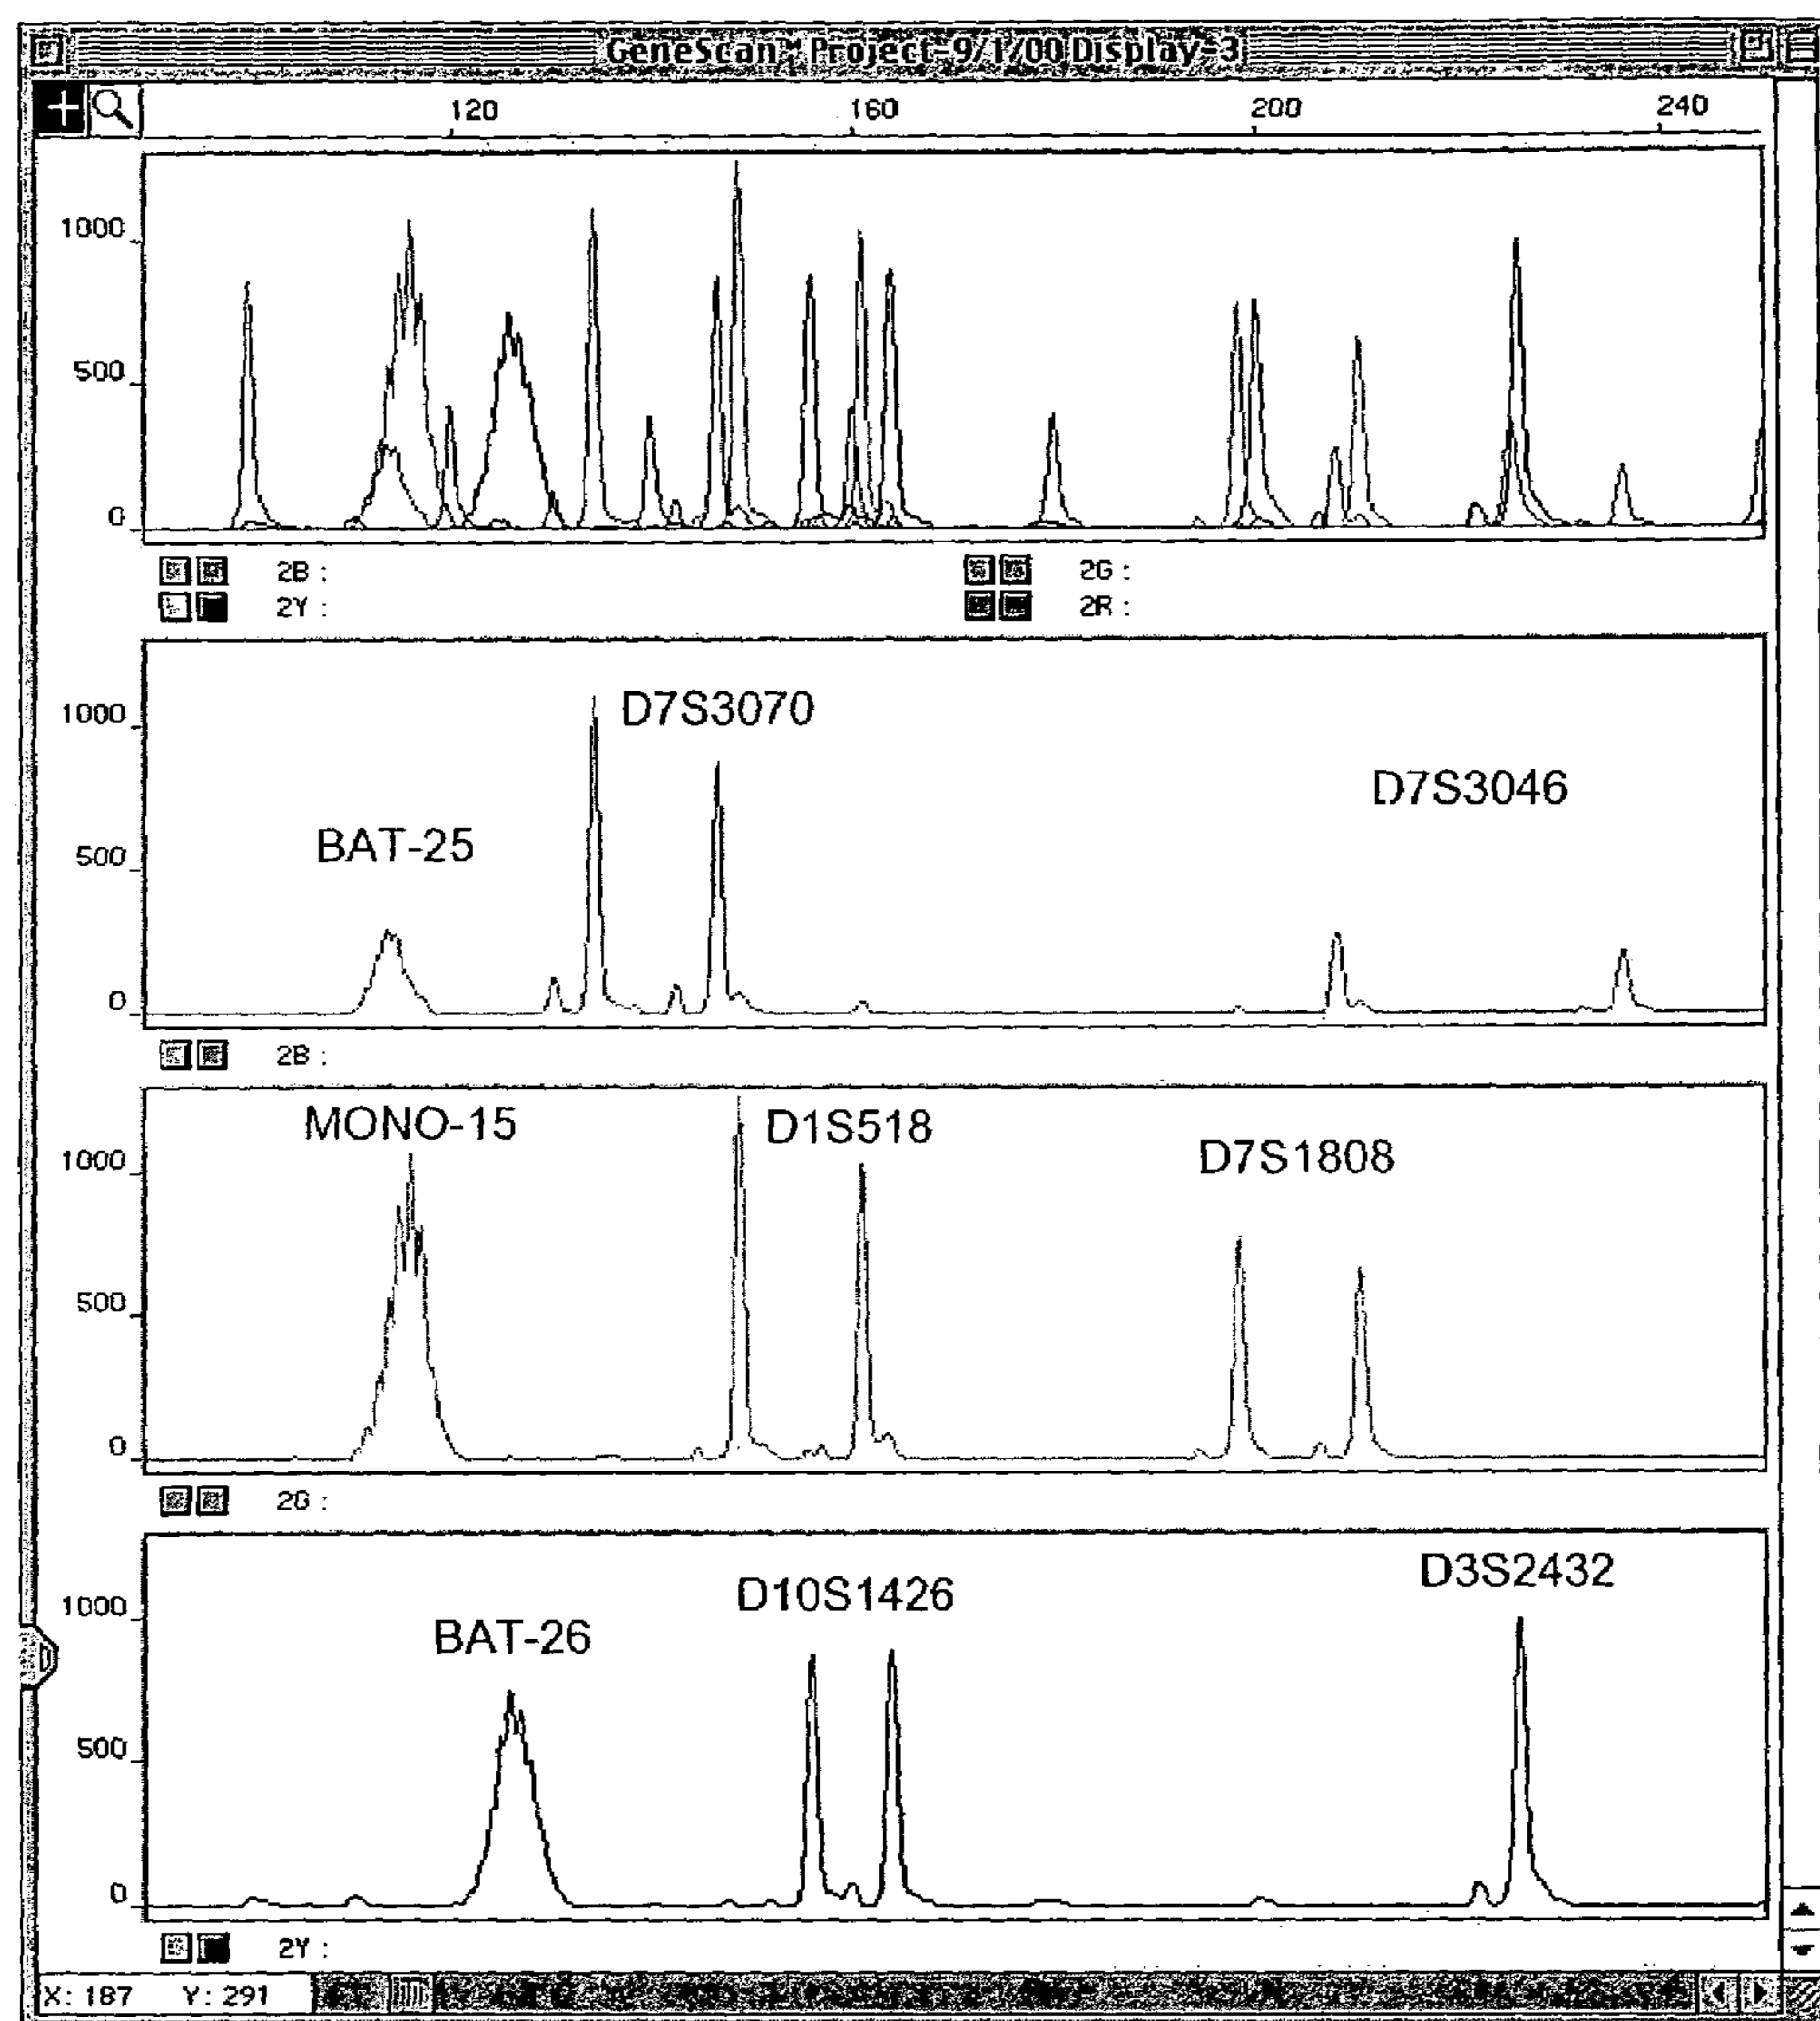 GeneScan™ Project-9/1/00 Display-3
120 160 200 240
1000
500
0
2B : 2G :
2Y : 2R :
D7S3070
D7S3046
BAT-25
1000
500
0
2B :
MONO-15 D1S518 D7S1808
1000
500
0
2G :
D3S2432
D10S1426
BAT-26
1000
500
0
2Y :
X: 187 Y: 291